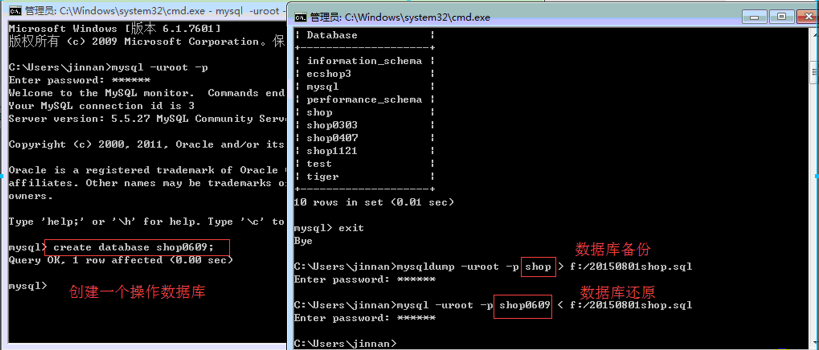 管理员: C:\Windows\system32\cmd.exe - mysql -uroot
Microsoft Windows [版本 6.1.7601]
版权所有 (c) 2009 Microsoft Corporation。保
C:\Users\jinnan>mysql -uroot -p
Enter password: ******
Welcome to the MySQL monitor.  Commands end
Your MySQL connection id is 3
Server version: 5.5.27 MySQL Community Serv
Copyright (c) 2000, 2011, Oracle and/or its
Oracle is a registered trademark of Oracle
affiliates. Other names may be trademarks o
owners.
Type 'help;' or '\h' for help. Type '\c' to
mysql> create database shop0609;
Query OK, 1 row affected (0.00 sec)
mysql>
创建一个操作数据库
管理员: C:\Windows\system32\cmd.exe
| Database           |
+--------------------+
| information_schema |
| ecshop3            |
| mysql              |
| performance_schema |
| shop               |
| shop0303           |
| shop0407           |
| shop1121           |
| test               |
| tiger              |
+--------------------+
10 rows in set (0.01 sec)
mysql> exit
Bye
数据库备份
C:\Users\jinnan>mysqldump -uroot -p shop > f:/20150801shop.sql
Enter password: ******
数据库还原
C:\Users\jinnan>mysql -uroot -p shop0609 < f:/20150801shop.sql
Enter password: ******
C:\Users\jinnan>